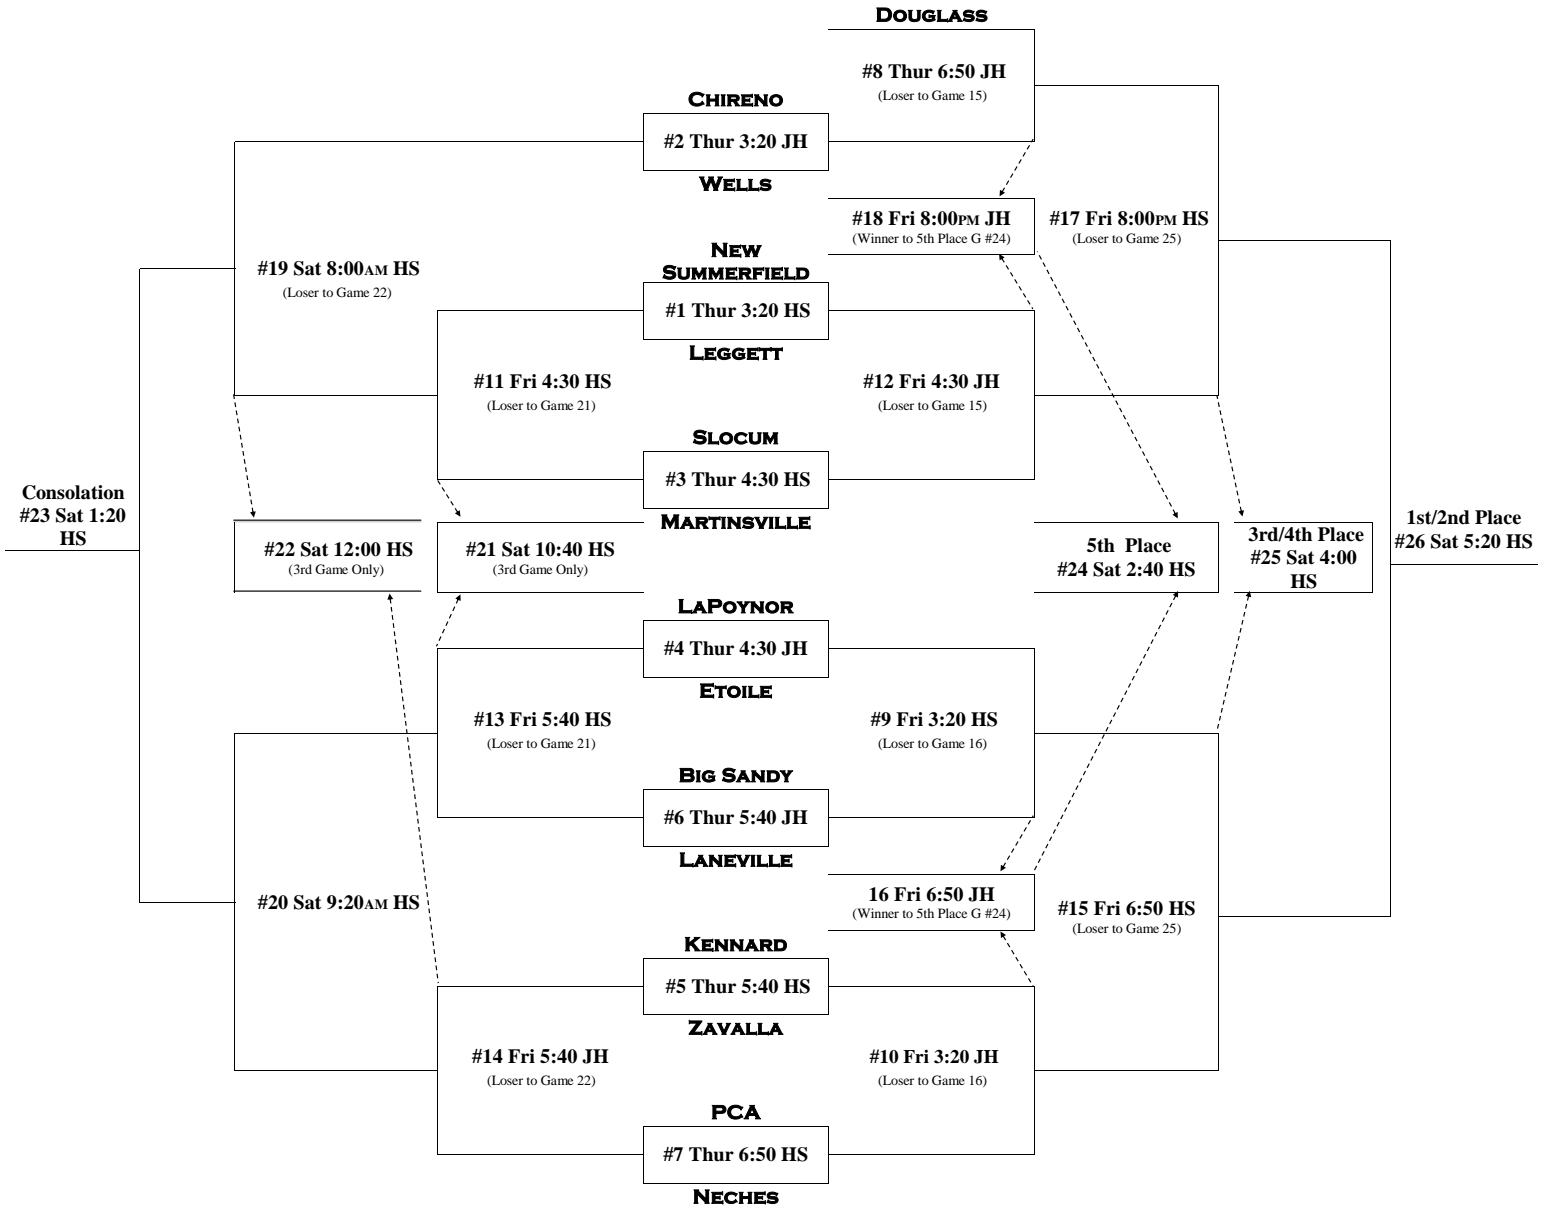 DOUGLASS
#8 Thur 6:50 JH
(Loser to Game 15)
CHIRENO
#2 Thur 3:20 JH
WELLS
#18 Fri 8:00PM JH
(Winner to 5th Place G #24)
#17 Fri 8:00PM HS
(Loser to Game 25)
NEW
SUMMERFIELD
#19 Sat 8:00AM HS
(Loser to Game 22)
#1 Thur 3:20 HS
LEGGETT
#11 Fri 4:30 HS
(Loser to Game 21)
#12 Fri 4:30 JH
(Loser to Game 15)
SLOCUM
#3 Thur 4:30 HS
MARTINSVILLE
Consolation
#23 Sat 1:20
HS
#22 Sat 12:00 HS
(3rd Game Only)
#21 Sat 10:40 HS
(3rd Game Only)
5th  Place
#24 Sat 2:40 HS
3rd/4th Place
#25 Sat 4:00
HS
1st/2nd Place
#26 Sat 5:20 HS
LAPOYNOR
#4 Thur 4:30 JH
ETOILE
#13 Fri 5:40 HS
(Loser to Game 21)
#9 Fri 3:20 HS
(Loser to Game 16)
BIG SANDY
#6 Thur 5:40 JH
LANEVILLE
#20 Sat 9:20AM HS
16 Fri 6:50 JH
(Winner to 5th Place G #24)
#15 Fri 6:50 HS
(Loser to Game 25)
KENNARD
#5 Thur 5:40 HS
ZAVALLA
#14 Fri 5:40 JH
(Loser to Game 22)
#10 Fri 3:20 JH
(Loser to Game 16)
PCA
#7 Thur 6:50 HS
NECHES